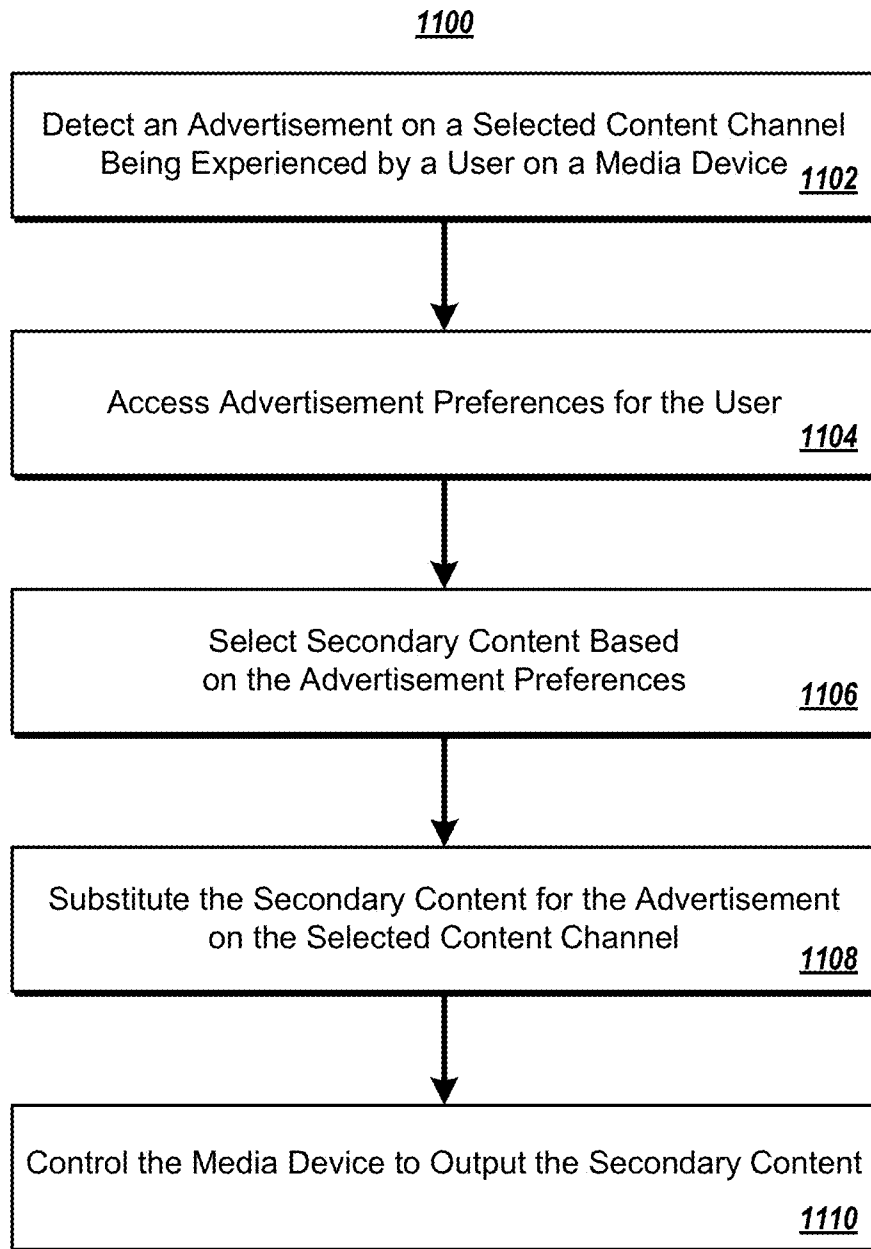 1100
Detect an Advertisement on a Selected Content Channel
Being Experienced by a User on a Media Device
1102
Access Advertisement Preferences for the User
1104
Select Secondary Content Based
on the Advertisement Preferences
1106
Substitute the Secondary Content for the Advertisement
on the Selected Content Channel
1108
Control the Media Device to Output the Secondary Content
1110